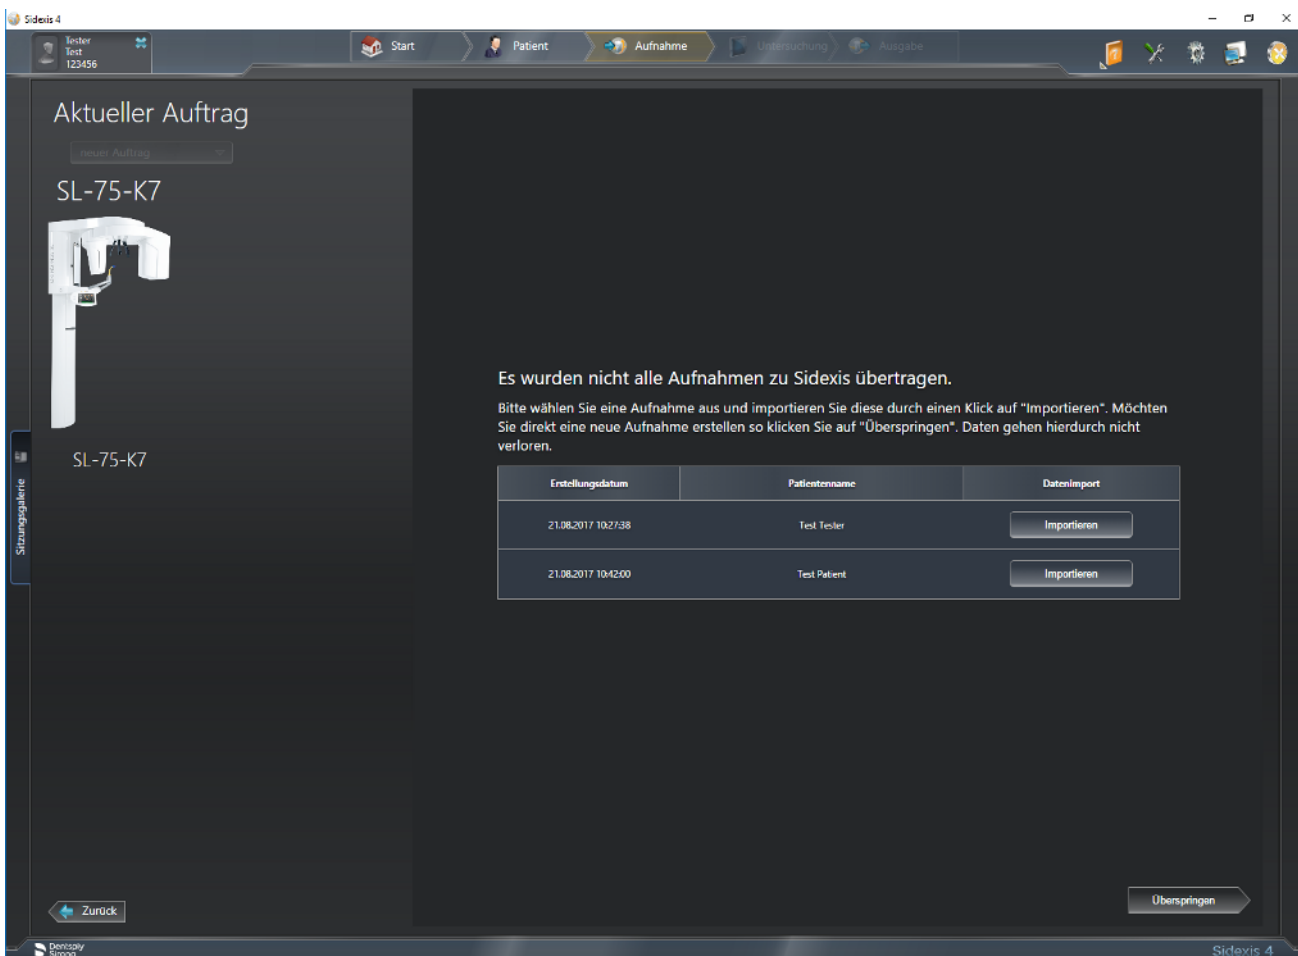 Sidexis 4
Tester
Test
123456
Start
Patient
Aufnahme
Untersuchung
Ausgabe
Aktueller Auftrag
neuer Auftrag
SL-75-K7
SL-75-K7
Sitzungsgalerie
Es wurden nicht alle Aufnahmen zu Sidexis übertragen.
Bitte wählen Sie eine Aufnahme aus und importieren Sie diese durch einen Klick auf "Importieren". Möchten
Sie direkt eine neue Aufnahme erstellen so klicken Sie auf "Überspringen". Daten gehen hierdurch nicht
verloren.
Erstellungsdatum Patientenname Datenimport
21.08.2017 10:27:38 Test Tester Importieren
21.08.2017 10:42:00 Test Patient Importieren
Zurück
Überspringen
Dentsply
Sirona
Sidexis 4